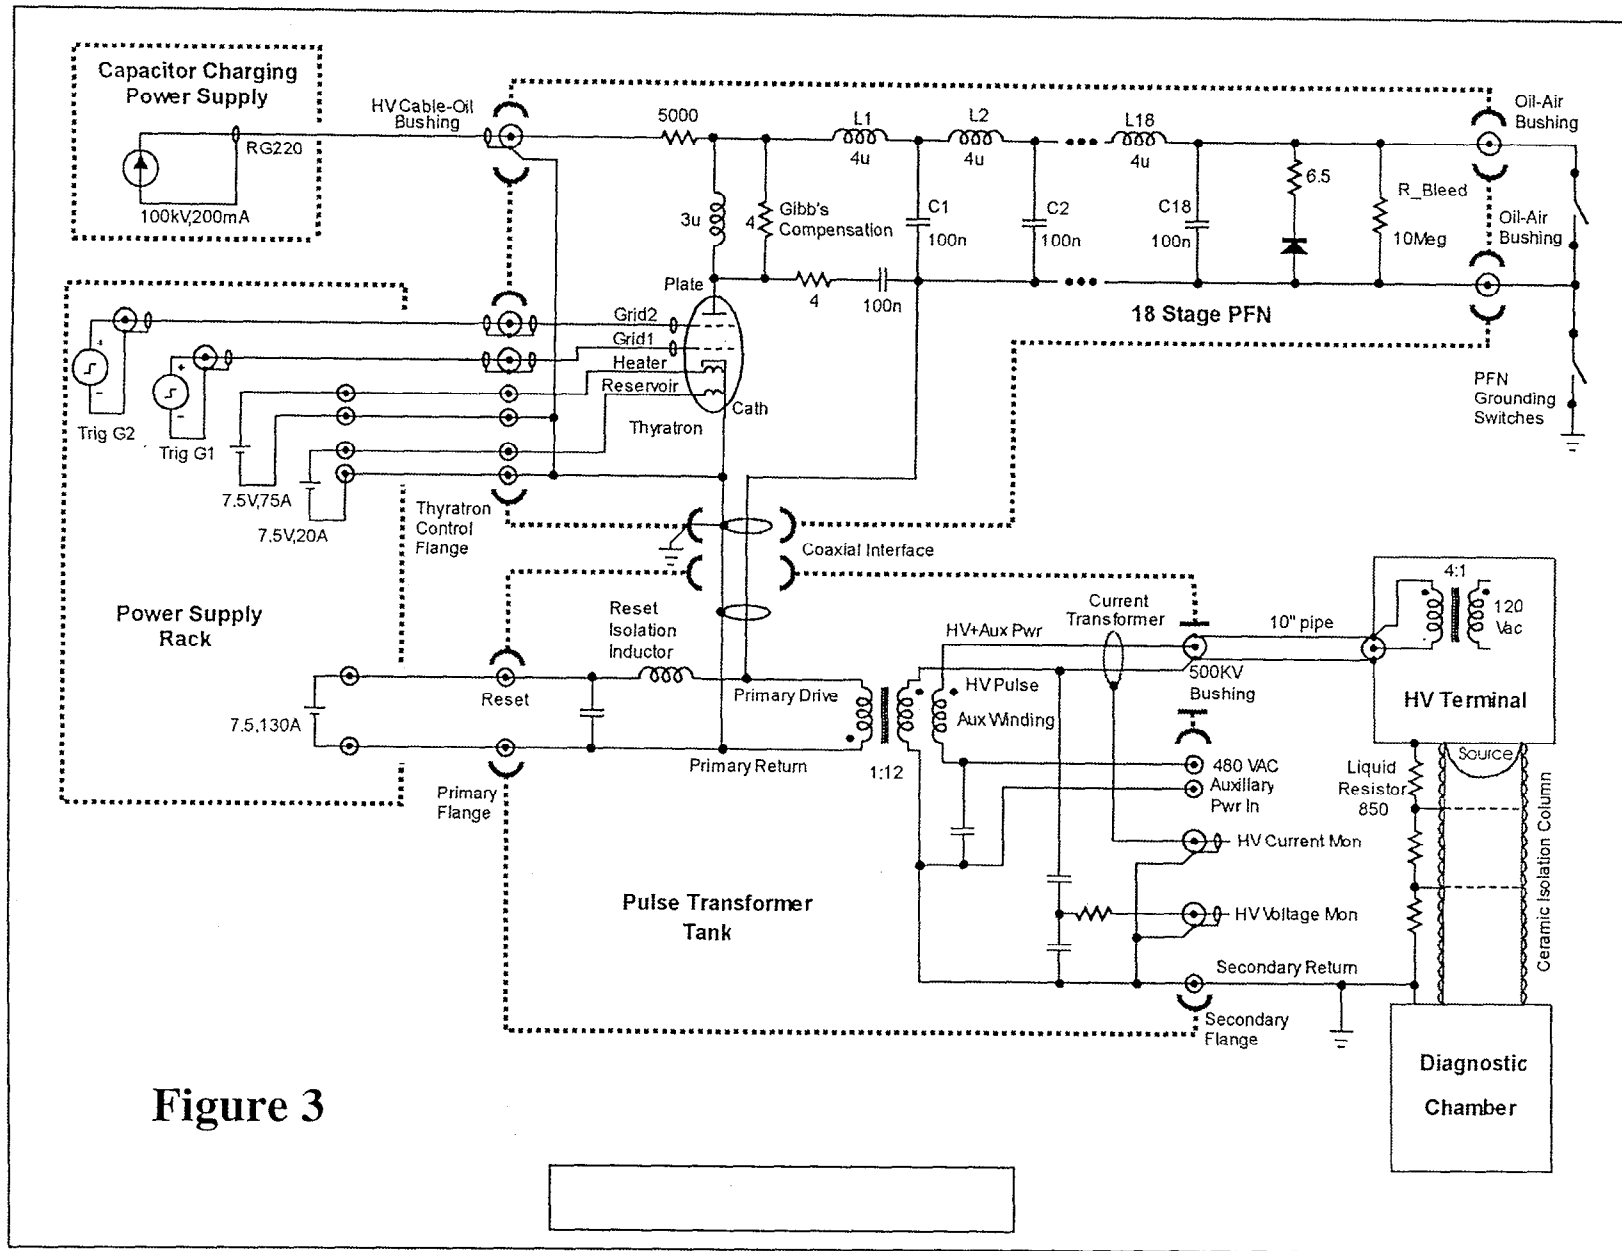 Capacitor Charging
Power Supply
RG220
100kV,200mA
HV Cable-Oil
Bushing
5000
L1
4u
L2
4u
L18
4u
Oil-Air
Bushing
3u
4
Gibb's
Compensation
C1
100n
C2
100n
C18
100n
6.5
R_Bleed
10Meg
Oil-Air
Bushing
4
100n
18 Stage PFN
Plate
Grid2
Grid1
Heater
Reservoir
Cath
Thyratron
+
−
Trig G2
+
−
Trig G1
7.5V,75A
7.5V,20A
Thyratron
Control
Flange
PFN
Grounding
Switches
Coaxial Interface
Power Supply
Rack
7.5,130A
Reset
Primary
Flange
Reset
Isolation
Inductor
Primary Drive
Primary Return
1:12
HV+Aux Pwr
HV Pulse
Aux Winding
Current
Transformer
500KV
Bushing
10" pipe
4:1
120
Vac
HV Terminal
Source
480 VAC
Auxillary
Pwr In
HV Current Mon
HV Voltage Mon
Secondary Return
Secondary
Flange
Liquid
Resistor
850
Ceramic Isolation Column
Pulse Transformer
Tank
Diagnostic
Chamber
Figure 3